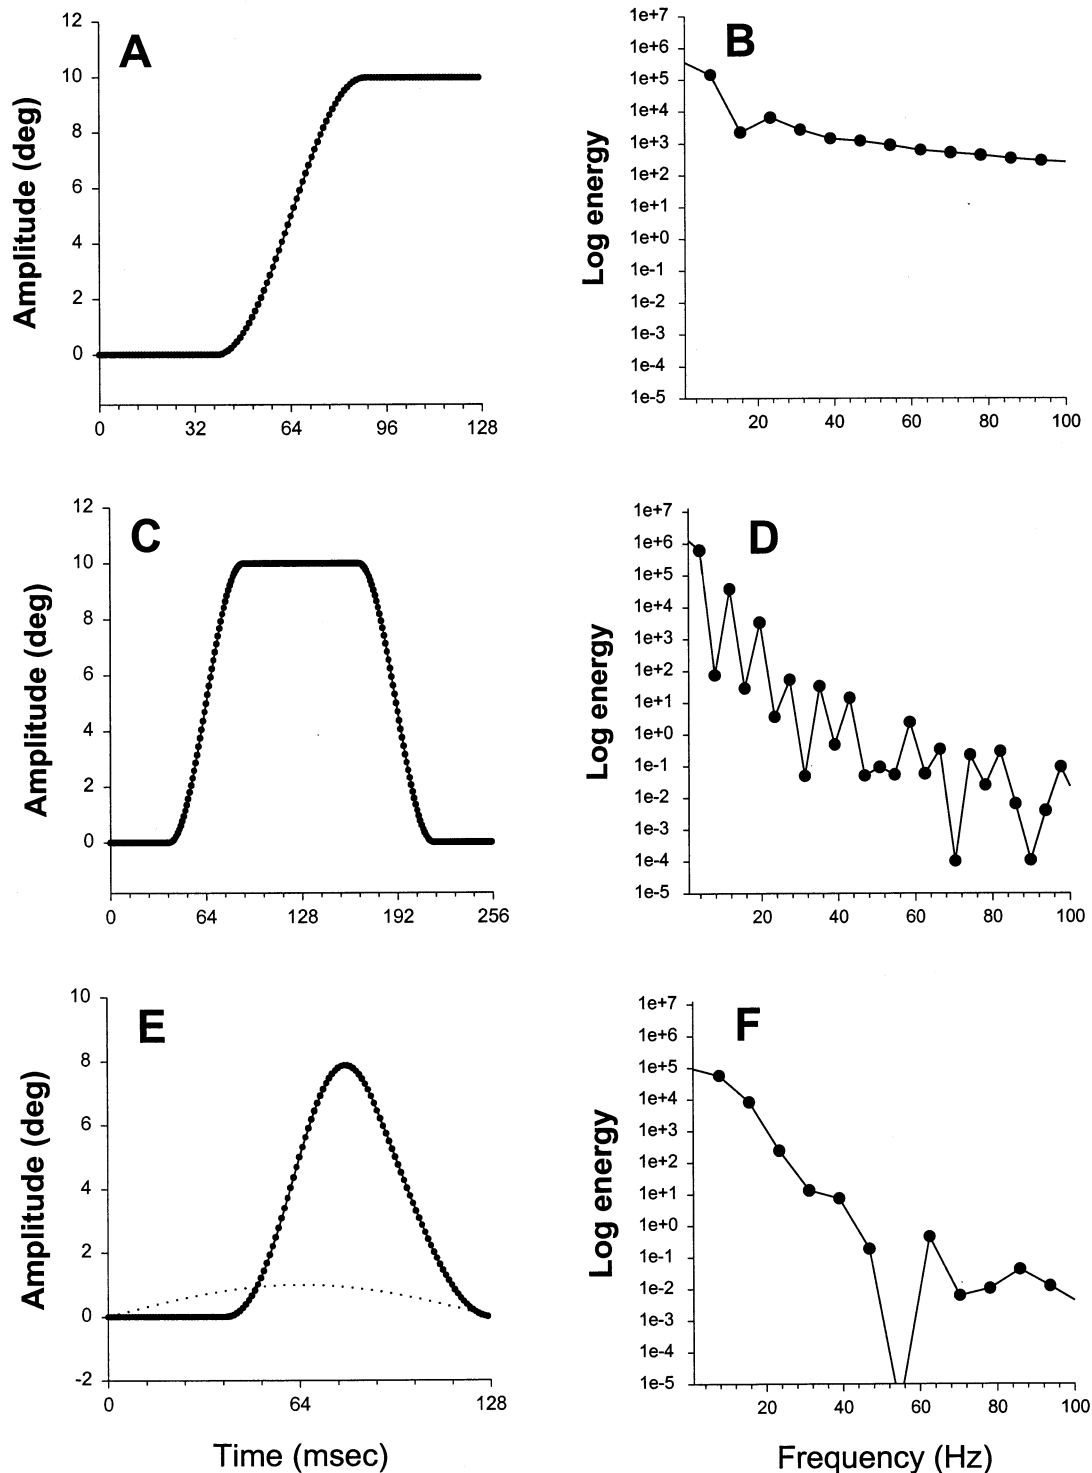 A
Amplitude (deg)
12
10
8
6
4
2
0
0 32 64 96 128
B
Log energy
1e+7
1e+6
1e+5
1e+4
1e+3
1e+2
1e+1
1e+0
1e-1
1e-2
1e-3
1e-4
1e-5
20 40 60 80 100
C
Amplitude (deg)
12
10
8
6
4
2
0
0 64 128 192 256
D
Log energy
1e+7
1e+6
1e+5
1e+4
1e+3
1e+2
1e+1
1e+0
1e-1
1e-2
1e-3
1e-4
1e-5
20 40 60 80 100
E
Amplitude (deg)
10
8
6
4
2
0
-2
0 64 128
Time (msec)
F
Log energy
1e+7
1e+6
1e+5
1e+4
1e+3
1e+2
1e+1
1e+0
1e-1
1e-2
1e-3
1e-4
1e-5
20 40 60 80 100
Frequency (Hz)